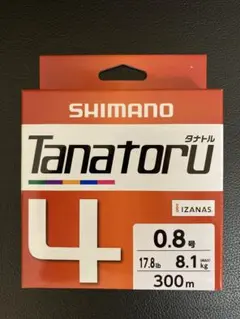 SHIMANO
タナトル
Tanatoru
4
IZANAS
0.8号
17.8lb 8.1kg
300m